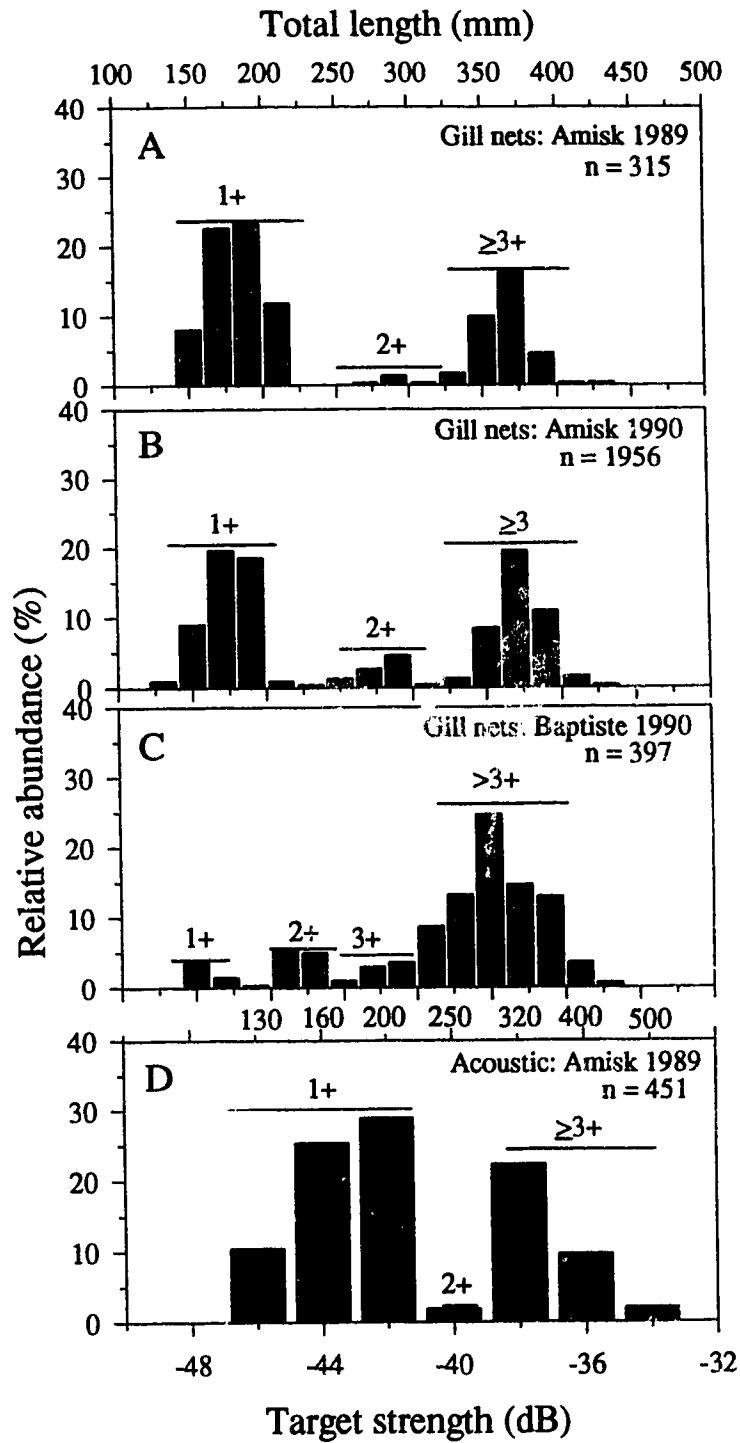 Total length (mm)
100 150 200 250 300 350 400 450 500
40
30
20
10
0
A
Gill nets: Amisk 1989
n = 315
1+
2+
≥3+
40
30
20
10
0
B
Gill nets: Amisk 1990
n = 1956
1+
2+
≥3
Relative abundance (%)
40
30
20
10
0
C
Gill nets: Baptiste 1990
n = 397
1+
2+
3+
>3+
130 160 200 250 320 400 500
40
30
20
10
0
D
Acoustic: Amisk 1989
n = 451
1+
2+
≥3+
-48 -44 -40 -36 -32
Target strength (dB)